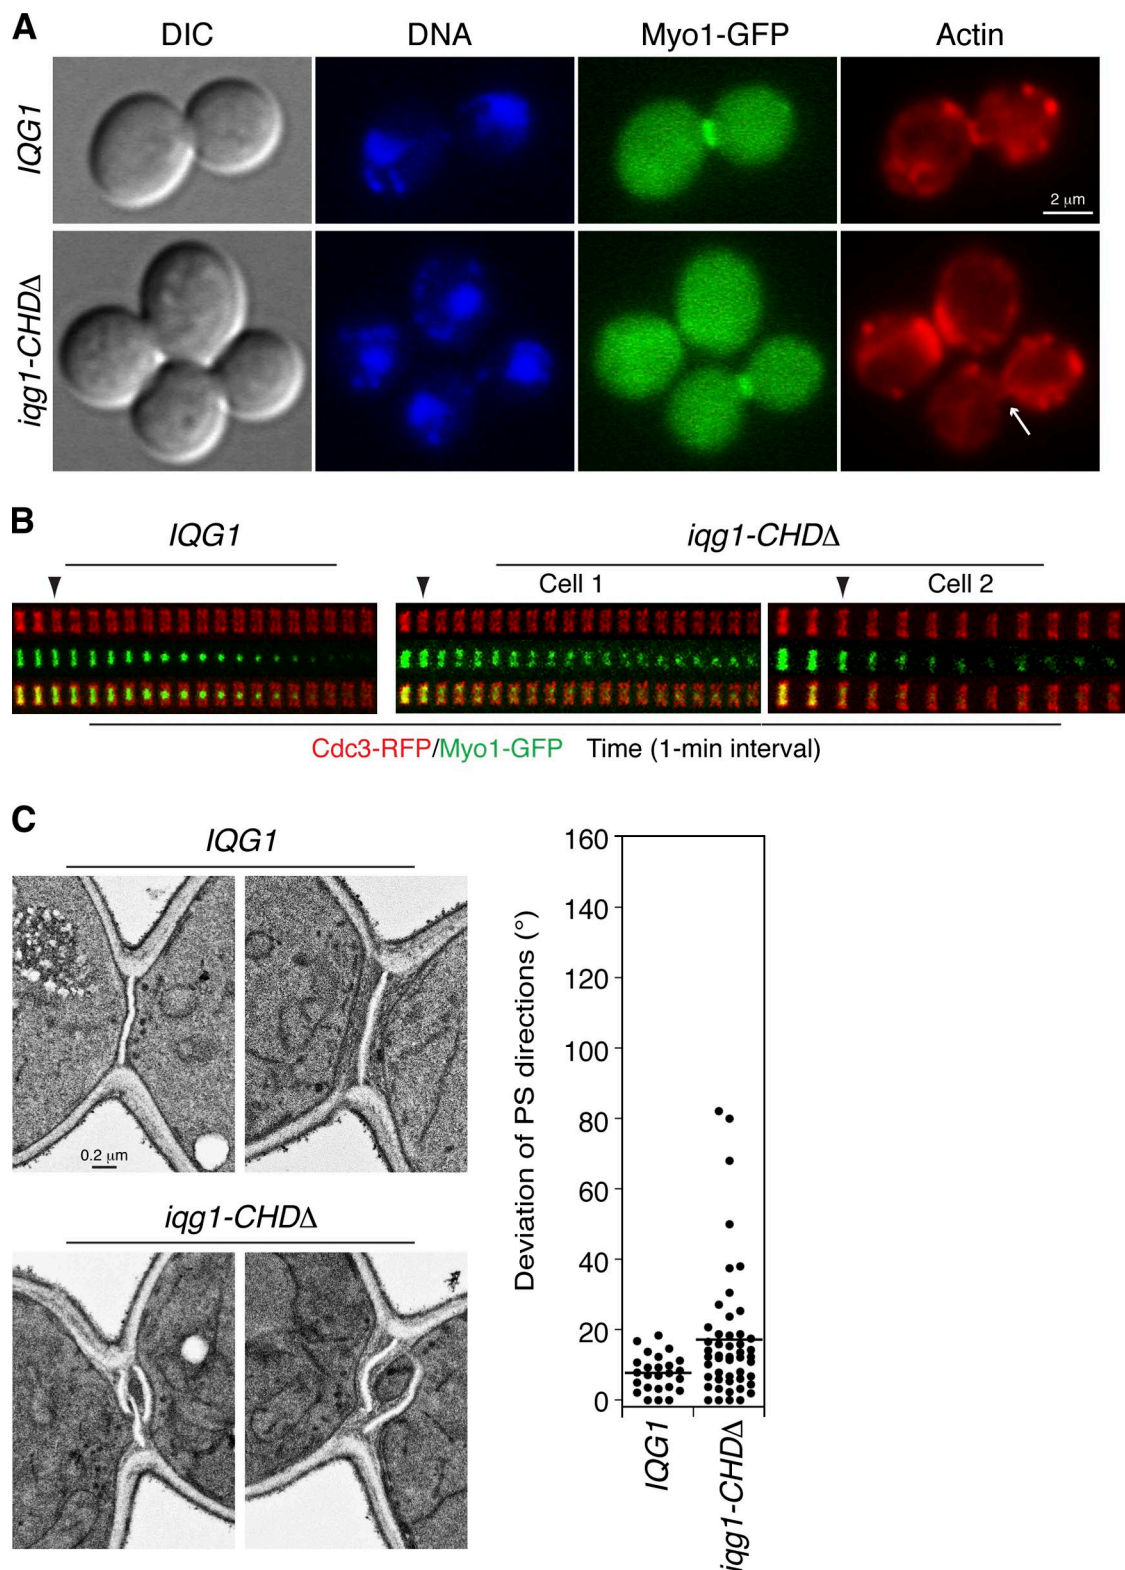 A
DIC DNA Myo1-GFP Actin
IQG1
2 μm
iqg1-CHDΔ
B
IQG1 iqg1-CHDΔ
Cell 1 Cell 2
Cdc3-RFP/Myo1-GFP Time (1-min interval)
C
IQG1
0.2 μm
iqg1-CHDΔ
Deviation of PS directions (°)
160
140
120
100
80
60
40
20
0
IQG1 iqg1-CHDΔ